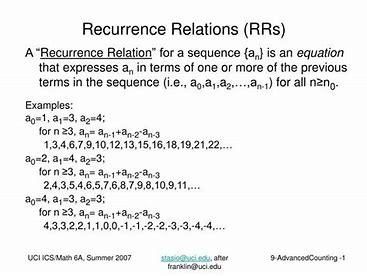 Recurrence Relations (RRs)
A “Recurrence Relation” for a sequence {an} is an equation
that expresses an in terms of one or more of the previous
terms in the sequence (i.e., a0,a1,a2,…,an-1) for all n≥n0.
Examples:
a0=1, a1=3, a2=4;
for n ≥3, an= an-1+an-2-an-3
1,3,4,6,7,9,10,12,13,15,16,18,19,21,22,…
a0=2, a1=4, a2=3;
for n ≥3, an= an-1+an-2-an-3
2,4,3,5,4,6,5,7,6,8,7,9,8,10,9,11,…
a0=4, a1=3, a2=3;
for n ≥3, an= an-1+an-2-an-3
4,3,3,2,2,1,1,0,0,-1,-1,-2,-2,-3,-3,-4,-4,…
UCI ICS/Math 6A, Summer 2007
stasio@uci.edu, after
franklin@uci.edu
9-AdvancedCounting -1